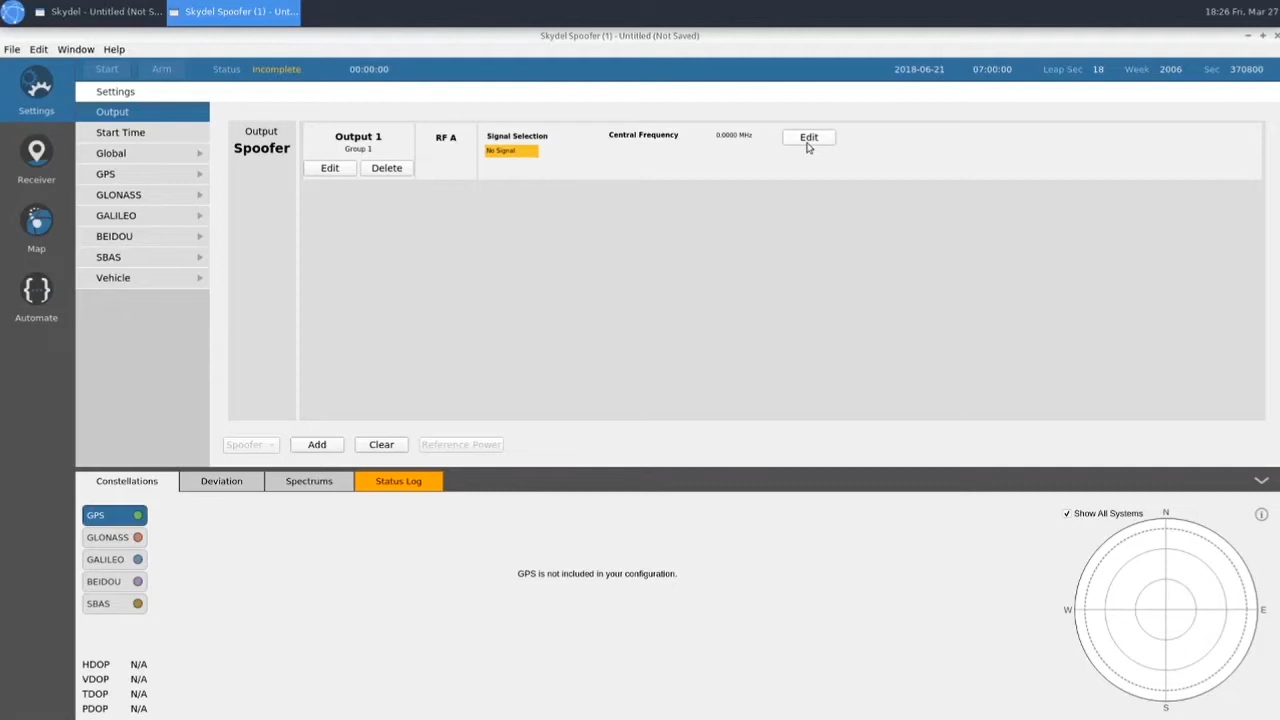 Skydel - Untitled (Not S...
Skydel Spoofer (1) - Unt...
18:26 Fri, Mar 27
Skydel Spoofer (1) - Untitled (Not Saved)
File Edit Window Help
Start Arm Status Incomplete 00:00:00 2018-06-21 07:00:00 Leap Sec 18 Week 2006 Sec 370800
Settings
Receiver
Map
Automate
Settings
Output
Start Time
Global
GPS
GLONASS
GALILEO
BEIDOU
SBAS
Vehicle
Output
Spoofer
Output 1
Group 1
Edit Delete
RF A
Signal Selection
No Signal
Central Frequency 0.0000 MHz
Edit
Spoofer Add Clear Reference Power
Constellations Deviation Spectrums Status Log
GPS
GLONASS
GALILEO
BEIDOU
SBAS
HDOP N/A
VDOP N/A
TDOP N/A
PDOP N/A
GPS is not included in your configuration.
Show All Systems
N
W E
S